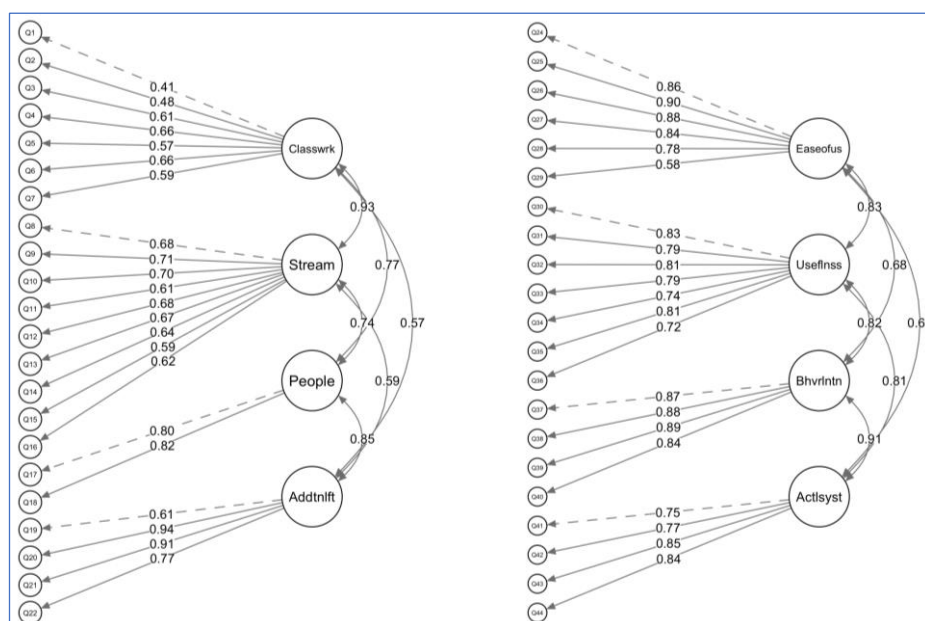 Q1
Q2
Q3
Q4
Q5
Q6
Q7
Q8
Q9
Q10
Q11
Q12
Q13
Q14
Q15
Q16
Q17
Q18
Q19
Q20
Q21
Q22
0.41
0.48
0.61
0.66
0.57
0.66
0.59
0.68
0.71
0.70
0.61
0.68
0.67
0.64
0.59
0.62
0.80
0.82
0.61
0.94
0.91
0.77
Classwrk
Stream
People
Addtnlft
0.93
0.77
0.74
0.57
0.59
0.85
Q24
Q25
Q26
Q27
Q28
Q29
Q30
Q31
Q32
Q33
Q34
Q35
Q36
Q37
Q38
Q39
Q40
Q41
Q42
Q43
Q44
0.86
0.90
0.88
0.84
0.78
0.58
0.83
0.79
0.81
0.79
0.74
0.81
0.72
0.87
0.88
0.89
0.84
0.75
0.77
0.85
0.84
Easeofus
Useflnss
Bhvrlntn
Actlsyst
0.83
0.68
0.82
0.6
0.81
0.91